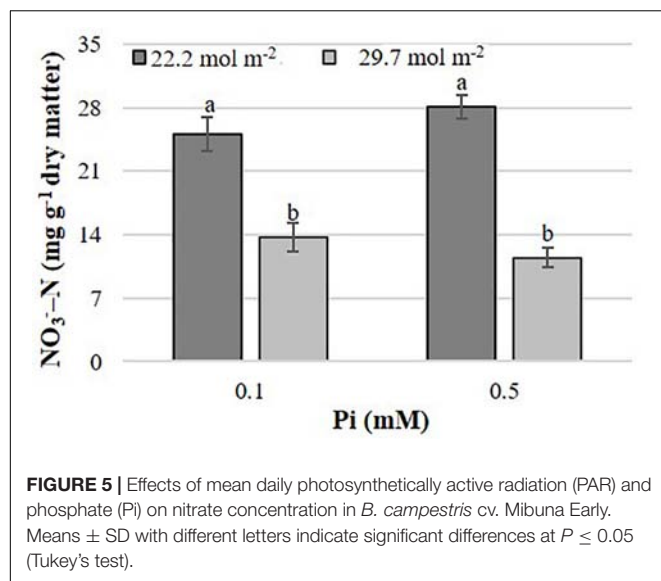 35
22.2 mol m⁻² 29.7 mol m⁻²
28
21
14
7
0
NO₃⁻–N (mg g⁻¹ dry matter)
a
b
a
b
0.1 0.5
Pi (mM)
FIGURE 5 | Effects of mean daily photosynthetically active radiation (PAR) and
phosphate (Pi) on nitrate concentration in B. campestris cv. Mibuna Early.
Means ± SD with different letters indicate significant differences at P ≤ 0.05
(Tukey's test).